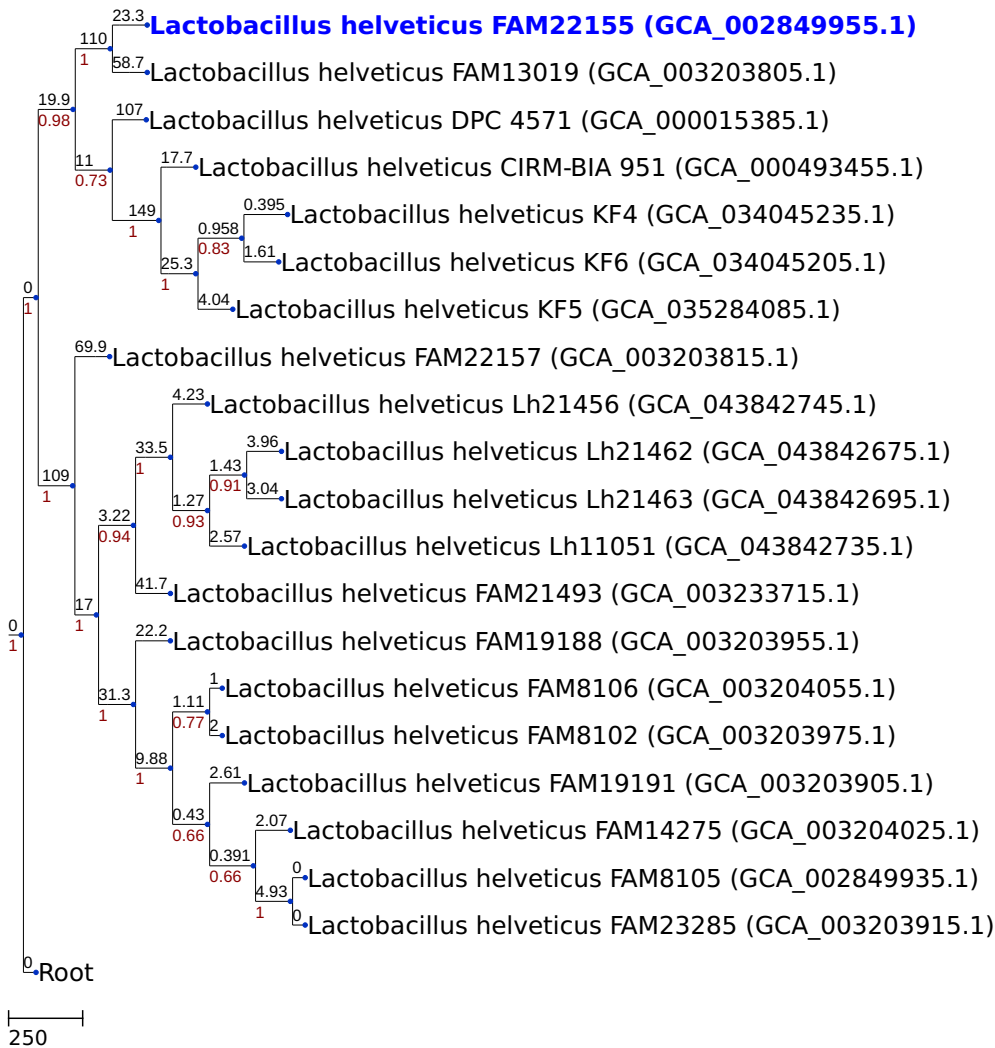 23.3
Lactobacillus helveticus FAM22155 (GCA_002849955.1)
110
1
58.7
Lactobacillus helveticus FAM13019 (GCA_003203805.1)
19.9
0.98
107
Lactobacillus helveticus DPC 4571 (GCA_000015385.1)
11
0.73
17.7
Lactobacillus helveticus CIRM-BIA 951 (GCA_000493455.1)
149
1
0.395
Lactobacillus helveticus KF4 (GCA_034045235.1)
0.958
0.83
1.61
Lactobacillus helveticus KF6 (GCA_034045205.1)
25.3
1
4.04
Lactobacillus helveticus KF5 (GCA_035284085.1)
0
1
69.9
Lactobacillus helveticus FAM22157 (GCA_003203815.1)
4.23
Lactobacillus helveticus Lh21456 (GCA_043842745.1)
33.5
1
3.96
Lactobacillus helveticus Lh21462 (GCA_043842675.1)
1.43
0.91
3.04
Lactobacillus helveticus Lh21463 (GCA_043842695.1)
109
1
1.27
0.93
2.57
Lactobacillus helveticus Lh11051 (GCA_043842735.1)
3.22
0.94
41.7
Lactobacillus helveticus FAM21493 (GCA_003233715.1)
17
1
0
1
22.2
Lactobacillus helveticus FAM19188 (GCA_003203955.1)
31.3
1
1
Lactobacillus helveticus FAM8106 (GCA_003204055.1)
1.11
0.77
2
Lactobacillus helveticus FAM8102 (GCA_003203975.1)
9.88
1
2.61
Lactobacillus helveticus FAM19191 (GCA_003203905.1)
0.43
0.66
2.07
Lactobacillus helveticus FAM14275 (GCA_003204025.1)
0.391
0.66
0
Lactobacillus helveticus FAM8105 (GCA_002849935.1)
4.93
1
0
Lactobacillus helveticus FAM23285 (GCA_003203915.1)
0
Root
250